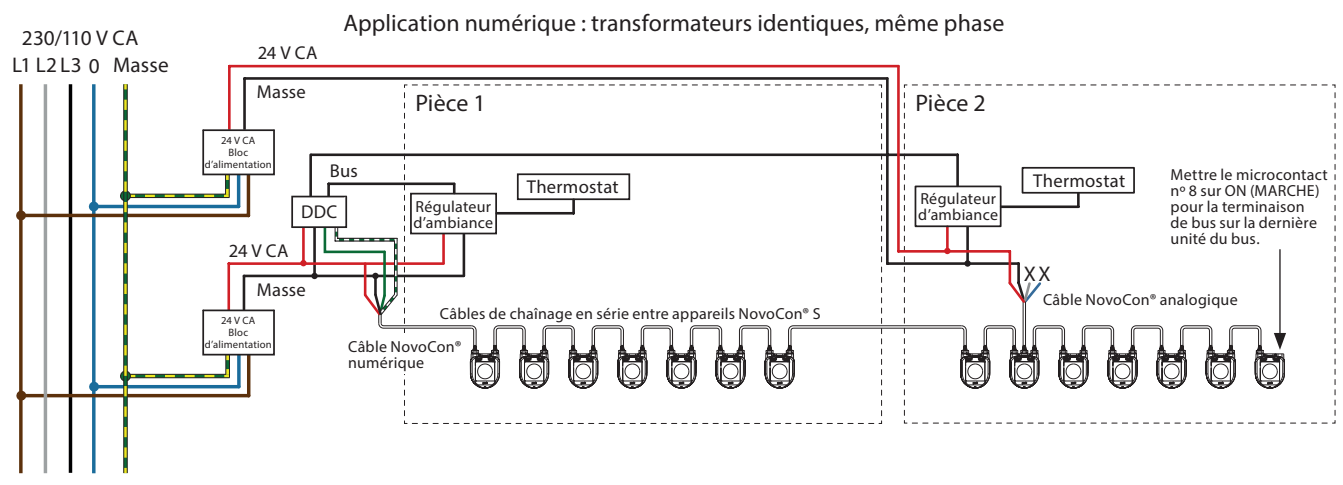 Application numérique : transformateurs identiques, même phase
230/110 V CA
L1 L2 L3 0 Masse
24 V CA
Masse
24 V CA
Bloc
d'alimentation
Pièce 1
Pièce 2
Bus
DDC
Régulateur
d'ambiance
Thermostat
Régulateur
d'ambiance
Thermostat
Mettre le microcontact
nº 8 sur ON (MARCHE)
pour la terminaison
de bus sur la dernière
unité du bus.
24 V CA
Masse
24 V CA
Bloc
d'alimentation
X X
Câble NovoCon® analogique
Câbles de chaînage en série entre appareils NovoCon® S
Câble NovoCon®
numérique